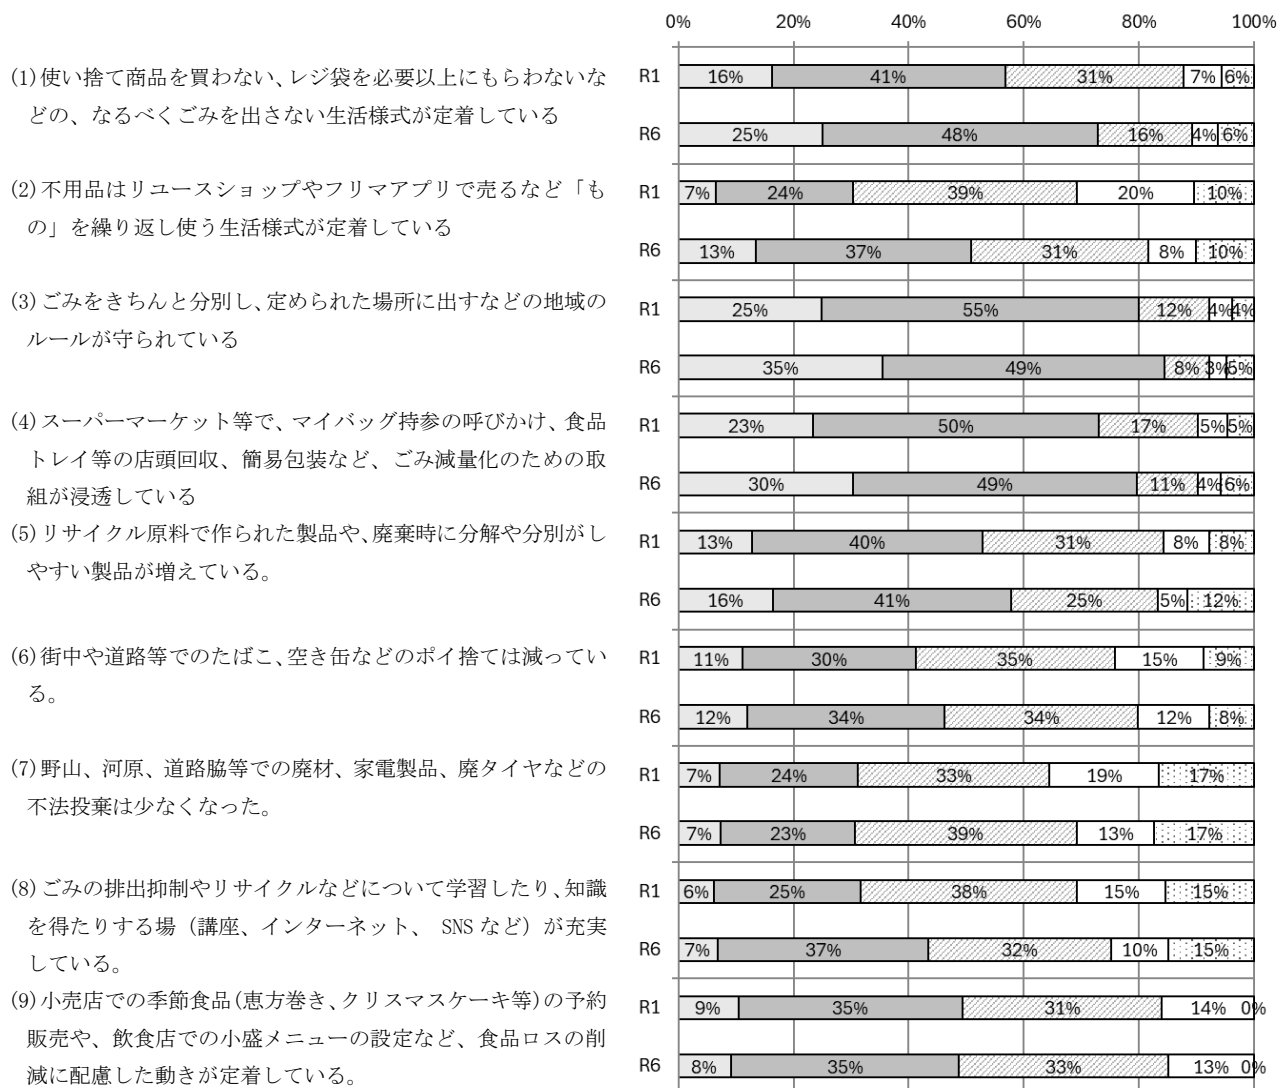 0% 20% 40% 60% 80% 100%
(1)使い捨て商品を買わない、レジ袋を必要以上にもらわないな
どの、なるべくごみを出さない生活様式が定着している
R1 16% 41% 31% 7% 6%
R6 25% 48% 16% 4% 6%
(2)不用品はリユースショップやフリマアプリで売るなど「も
の」を繰り返し使う生活様式が定着している
R1 7% 24% 39% 20% 10%
R6 13% 37% 31% 8% 10%
(3)ごみをきちんと分別し、定められた場所に出すなどの地域の
ルールが守られている
R1 25% 55% 12% 4% 4%
R6 35% 49% 8% 3% 5%
(4)スーパーマーケット等で、マイバッグ持参の呼びかけ、食品
トレイ等の店頭回収、簡易包装など、ごみ減量化のための取
組が浸透している
R1 23% 50% 17% 5% 5%
R6 30% 49% 11% 4% 6%
(5)リサイクル原料で作られた製品や、廃棄時に分解や分別がし
やすい製品が増えている。
R1 13% 40% 31% 8% 8%
R6 16% 41% 25% 5% 12%
(6)街中や道路等でのたばこ、空き缶などのポイ捨ては減ってい
る。
R1 11% 30% 35% 15% 9%
R6 12% 34% 34% 12% 8%
(7)野山、河原、道路脇等での廃材、家電製品、廃タイヤなどの
不法投棄は少なくなった。
R1 7% 24% 33% 19% 17%
R6 7% 23% 39% 13% 17%
(8)ごみの排出抑制やリサイクルなどについて学習したり、知識
を得たりする場（講座、インターネット、 SNS など）が充実
している。
R1 6% 25% 38% 15% 15%
R6 7% 37% 32% 10% 15%
(9)小売店での季節食品(恵方巻き、クリスマスケーキ等)の予約
販売や、飲食店での小盛メニューの設定など、食品ロスの削
減に配慮した動きが定着している。
R1 9% 35% 31% 14% 0%
R6 8% 35% 33% 13% 0%